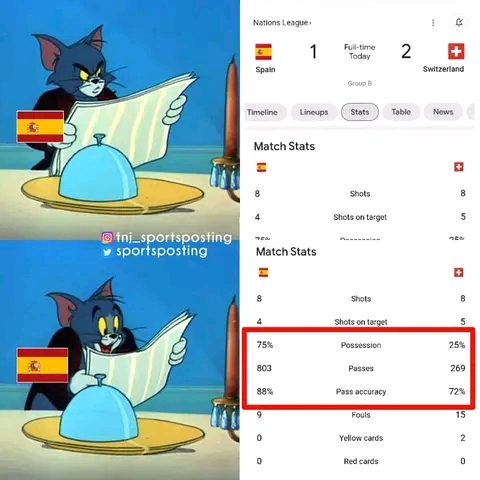 Nations League ›
1 Full-time 2
Today
Spain Switzerland
Group B
Timeline Lineups Stats Table News
Match Stats
8 Shots 8
4 Shots on target 5
75% Possession 25%
tnj_sportsposting
sportsposting
Match Stats
8 Shots 8
4 Shots on target 5
75% Possession 25%
803 Passes 269
88% Pass accuracy 72%
9 Fouls 15
0 Yellow cards 2
0 Red cards 0